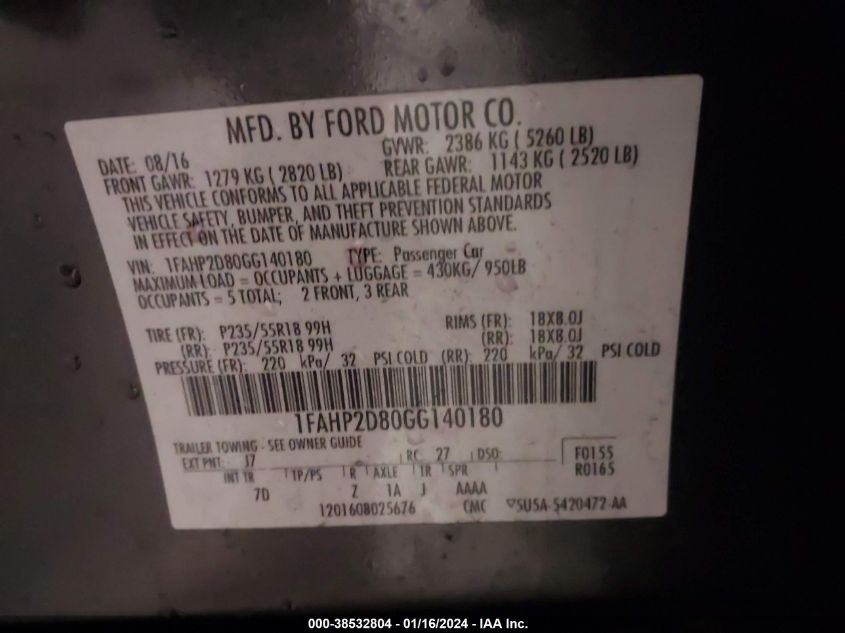 MFD. BY FORD MOTOR CO.
DATE: 08/16 GVWR: 2386 KG ( 5260 LB)
FRONT GAWR: 1279 KG ( 2820 LB) REAR GAWR: 1143 KG ( 2520 LB)
THIS VEHICLE CONFORMS TO ALL APPLICABLE FEDERAL MOTOR
VEHICLE SAFETY, BUMPER, AND THEFT PREVENTION STANDARDS
IN EFFECT ON THE DATE OF MANUFACTURE SHOWN ABOVE.
VIN: 1FAHP2D80GG140180 TYPE: Passenger Car
MAXIMUM LOAD = OCCUPANTS + LUGGAGE = 430KG/ 950LB
OCCUPANTS = 5 TOTAL; 2 FRONT, 3 REAR
TIRE (FR): P235/55R18 99H RIMS (FR): 18X8.0J
(RR): P235/55R18 99H (RR): 18X8.0J
PRESSURE (FR): 220 kPa/ 32 PSI COLD (RR): 220 kPa/ 32 PSI COLD
1FAHP2D80GG140180
TRAILER TOWING - SEE OWNER GUIDE
EXT PNT: J7 RC: 27 DSO: F0155
INT TR TP/PS R AXLE TR SPR R0165
7D Z 1A J AAAA
1201608025676 CMC ▽5U5A-5420472-AA
000-38532804 - 01/16/2024 - IAA Inc.